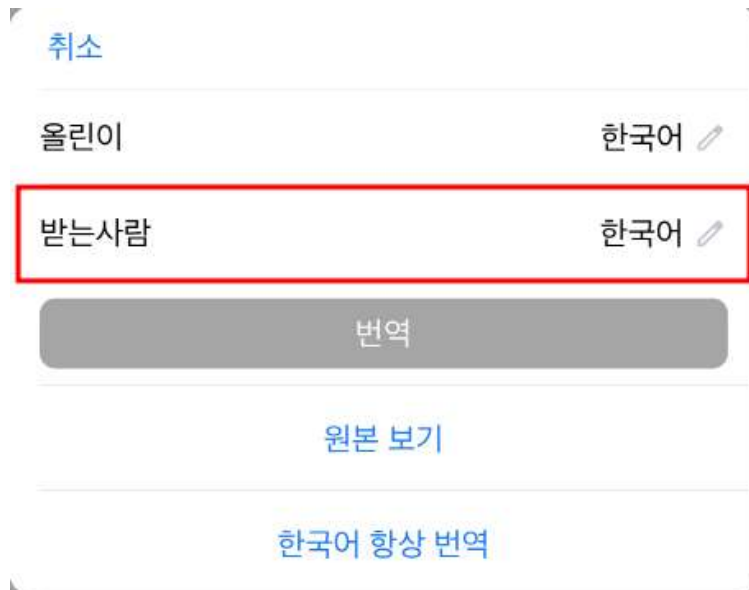 취소
올린이 한국어
받는사람 한국어
번역
원본 보기
한국어 항상 번역